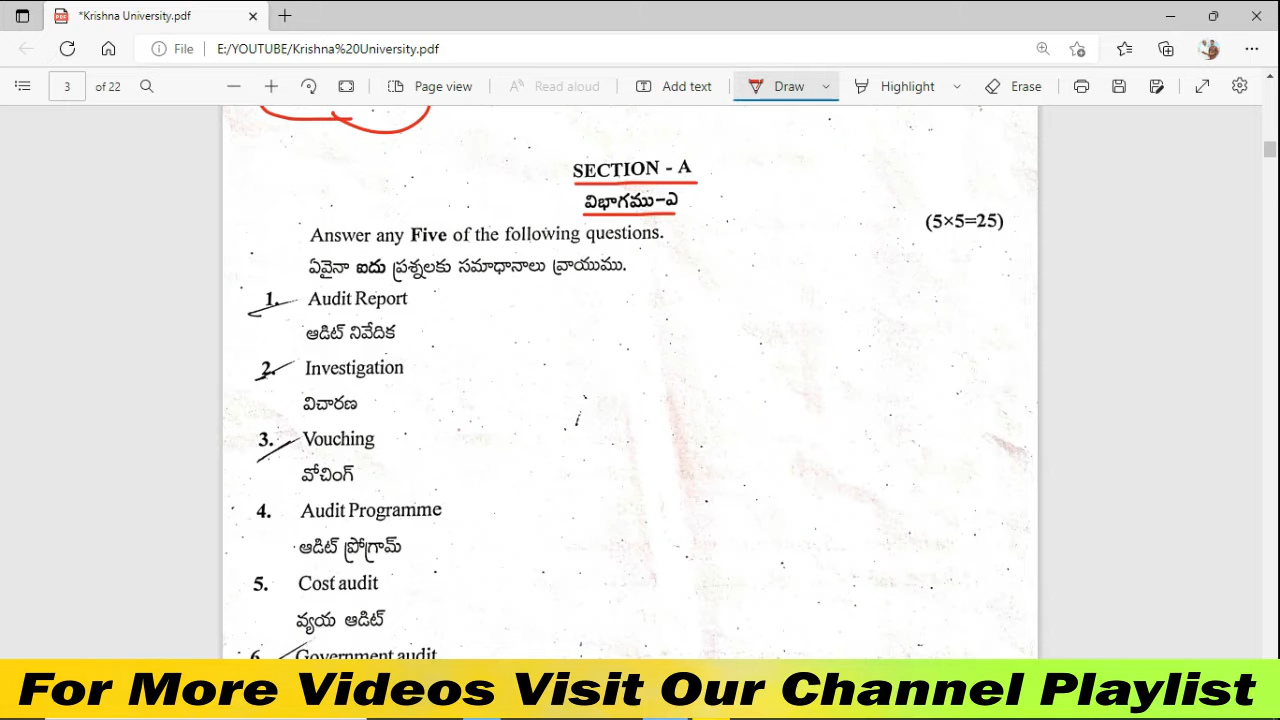 *Krishna University.pdf
File E:/YOUTUBE/Krishna%20University.pdf
3 of 22 Page view Read aloud Add text Draw Highlight Erase
SECTION - A
విభాగము-ఎ
(5×5=25)
Answer any Five of the following questions.
ఏవైనా ఐదు ప్రశ్నలకు సమాధానాలు వ్రాయుము.
1. Audit Report
ఆడిట్ నివేదిక
2. Investigation
విచారణ
3. Vouching
వోచింగ్
4. Audit Programme
ఆడిట్ ప్రోగ్రామ్
5. Cost audit
వ్యయ ఆడిట్
6. Government audit
For More Videos Visit Our Channel Playlist